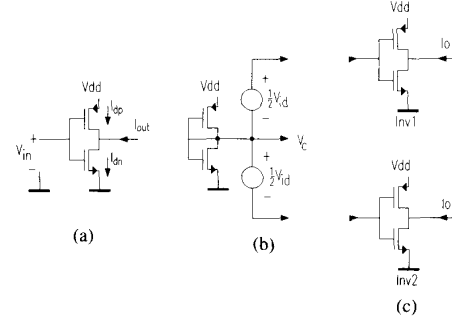 Vdd
Idp
Iout
Idn
+
Vin
-
(a)
Vdd
+
½Vid
-
Vc
+
½Vid
-
(b)
Vdd
Io
Inv1
Vdd
Io
Inv2
(c)